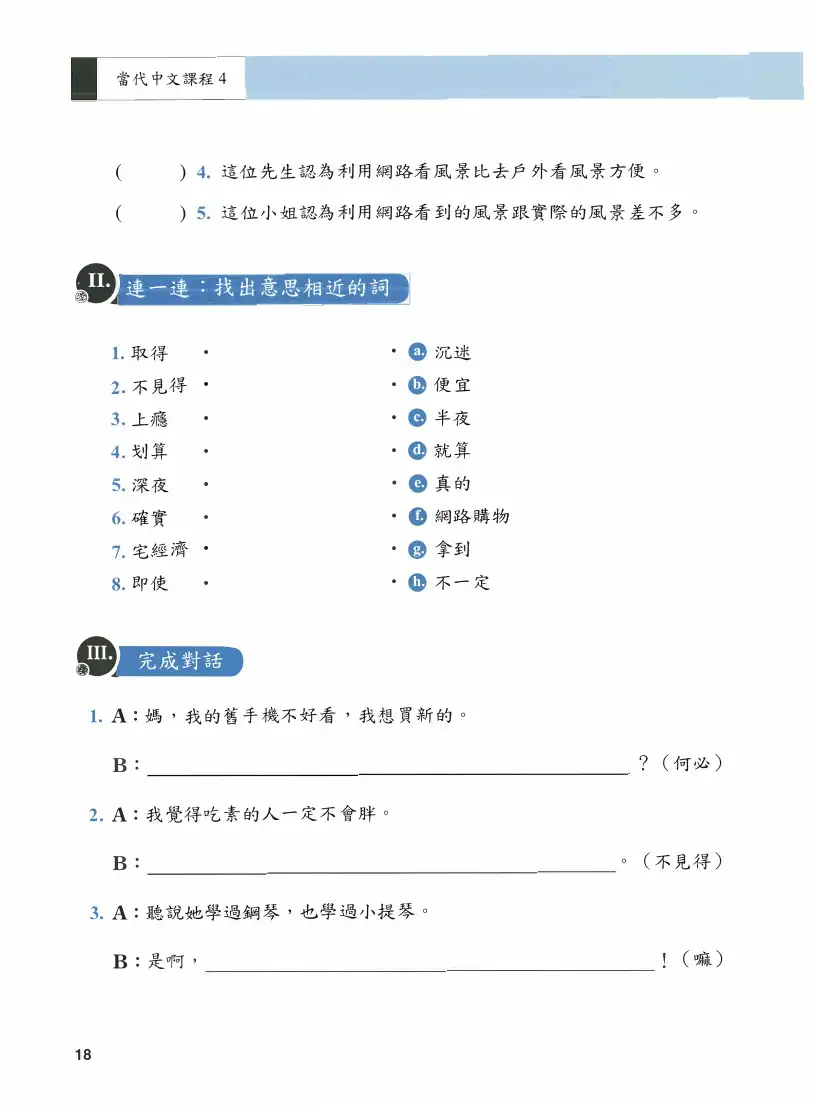 當代中文課程 4
(　　) 4. 這位先生認為利用網路看風景比去戶外看風景方便。
(　　) 5. 這位小姐認為利用網路看到的風景跟實際的風景差不多。
II. 連一連：找出意思相近的詞
1. 取得 • • a. 沉迷
2. 不見得 • • b. 便宜
3. 上癮 • • c. 半夜
4. 划算 • • d. 就算
5. 深夜 • • e. 真的
6. 確實 • • f. 網路購物
7. 宅經濟 • • g. 拿到
8. 即使 • • h. 不一定
III. 完成對話
1. A：媽，我的舊手機不好看，我想買新的。
B：＿＿＿＿＿＿＿＿＿＿＿＿？（何必）
2. A：我覺得吃素的人一定不會胖。
B：＿＿＿＿＿＿＿＿＿＿＿＿。（不見得）
3. A：聽說她學過鋼琴，也學過小提琴。
B：是啊，＿＿＿＿＿＿＿＿＿＿＿＿！（嘛）
18